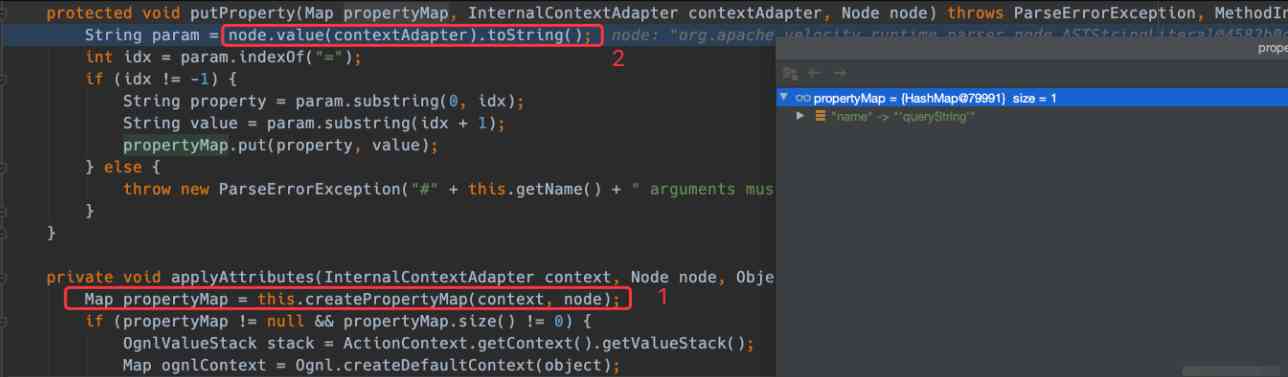 protected void putProperty(Map propertyMap, InternalContextAdapter contextAdapter, Node node) throws ParseErrorException, MethodI
String param = node.value(contextAdapter).toString(); node: "org.apache.velocity.runtime.parser.node.ASTStringLiteral@4582b0
2
int idx = param.indexOf("=");
prope
if (idx != -1) {
String property = param.substring(0, idx);
propertyMap = {HashMap@79991} size = 1
String value = param.substring(idx + 1);
"name" -> "'queryString'"
propertyMap.put(property, value);
} else {
throw new ParseErrorException("#" + this.getName() + " arguments mus
}
}
private void applyAttributes(InternalContextAdapter context, Node node, Obje
Map propertyMap = this.createPropertyMap(context, node);
1
if (propertyMap != null && propertyMap.size() != 0) {
OgnlValueStack stack = ActionContext.getContext().getValueStack();
Map ognlContext = Ognl.createDefaultContext(object);